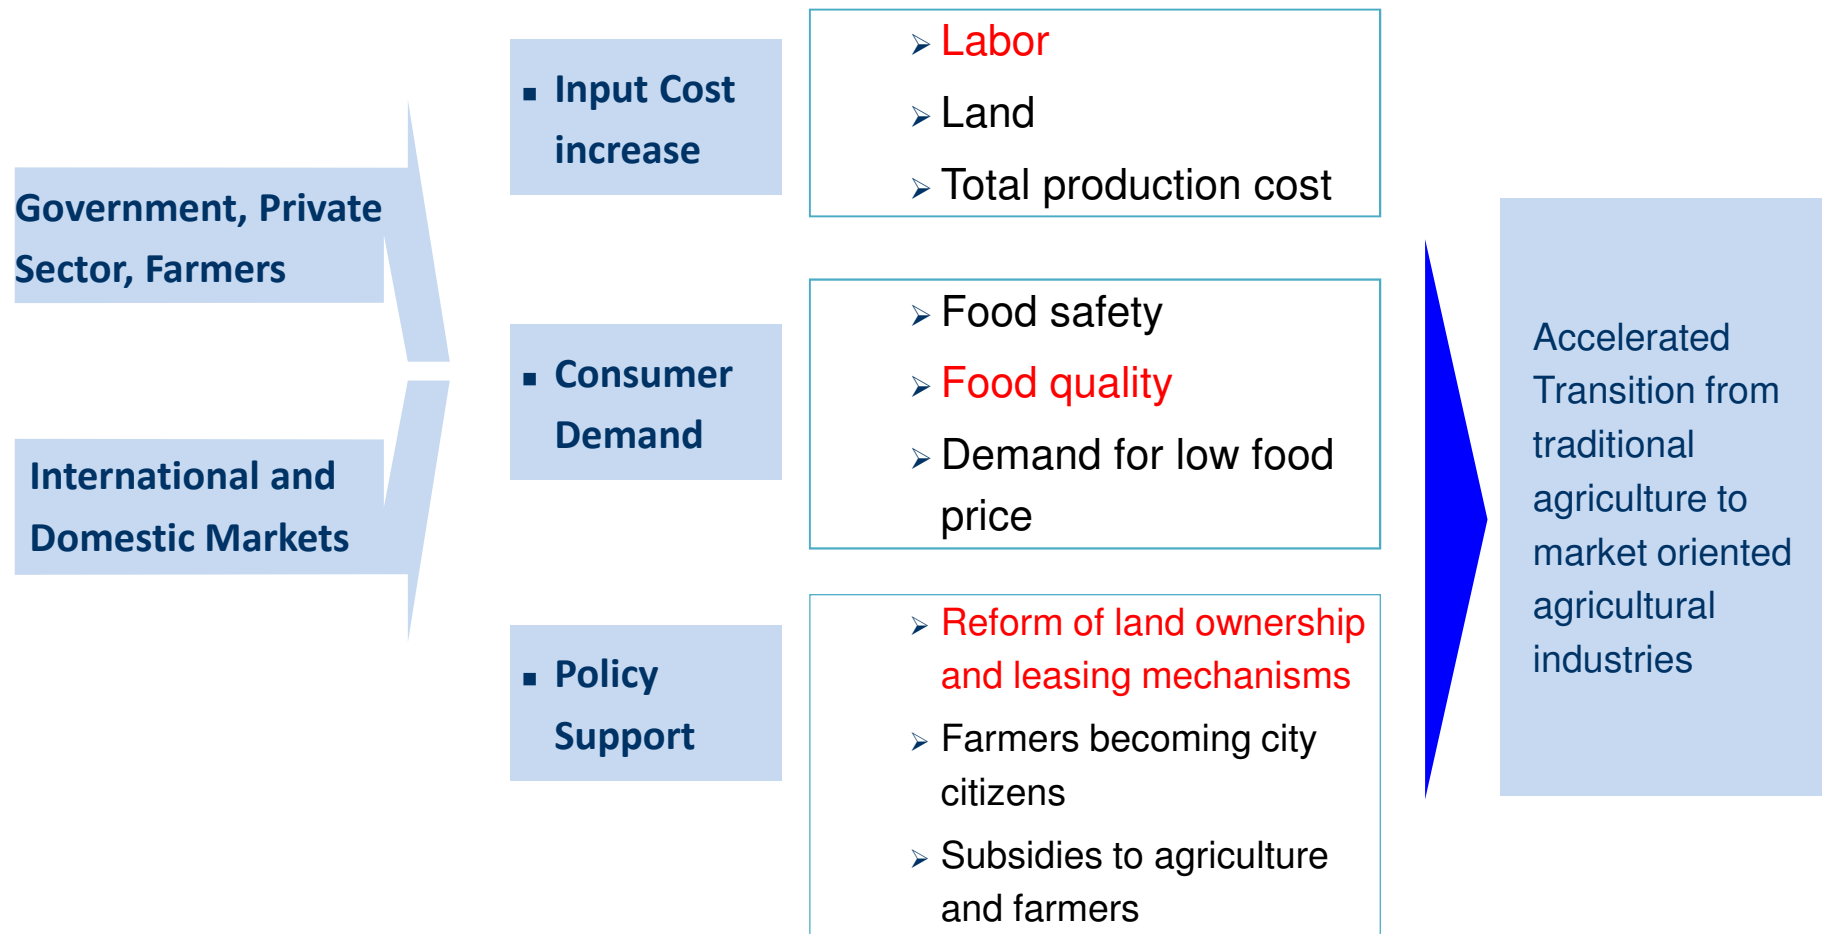 Government, Private
Sector, Farmers
International and
Domestic Markets
▪ Input Cost
increase
➢ Labor
➢ Land
➢ Total production cost
▪ Consumer
Demand
➢ Food safety
➢ Food quality
➢ Demand for low food
price
▪ Policy
Support
➢ Reform of land ownership
and leasing mechanisms
➢ Farmers becoming city
citizens
➢ Subsidies to agriculture
and farmers
Accelerated
Transition from
traditional
agriculture to
market oriented
agricultural
industries